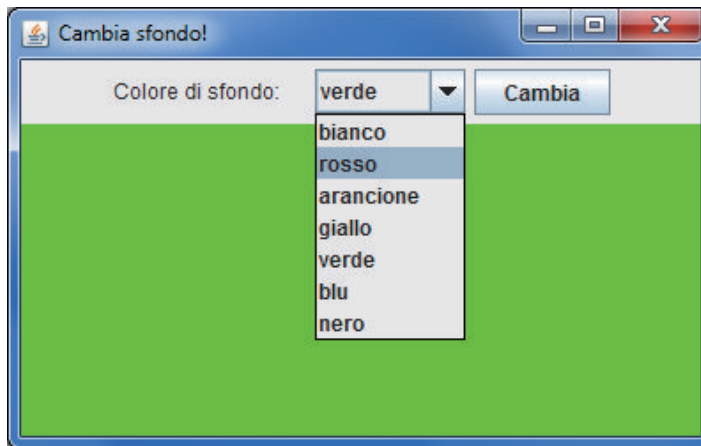 Cambia sfondo!
Colore di sfondo: verde Cambia
bianco
rosso
arancione
giallo
verde
blu
nero